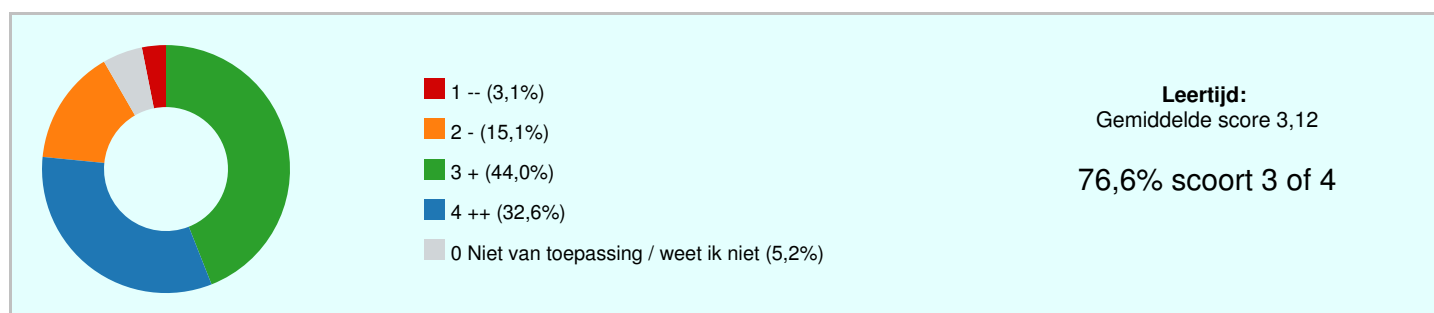 1 -- (3,1%)
2 - (15,1%)
3 + (44,0%)
4 ++ (32,6%)
0 Niet van toepassing / weet ik niet (5,2%)
Leertijd:
Gemiddelde score 3,12
76,6% scoort 3 of 4